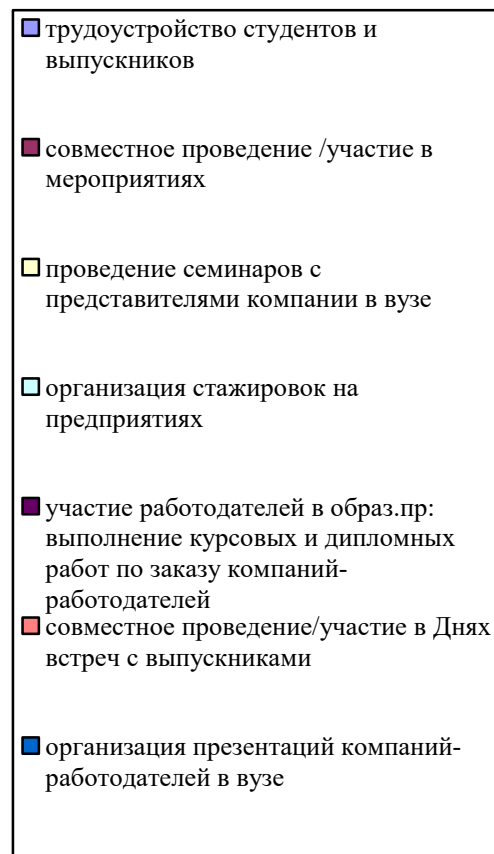 трудоустройство студентов и
выпускников
совместное проведение /участие в
мероприятиях
проведение семинаров с
представителями компании в вузе
организация стажировок на
предприятиях
участие работодателей в образ.пр:
выполнение курсовых и дипломных
работ по заказу компаний-
работодателей
совместное проведение/участие в Днях
встреч с выпускниками
организация презентаций компаний-
работодателей в вузе